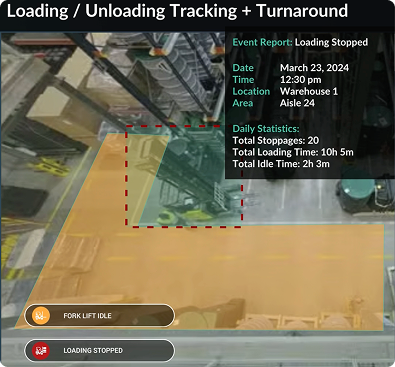 Loading / Unloading Tracking + Turnaround
Event Report: Loading Stopped
Date March 23, 2024
Time 12:30 pm
Location Warehouse 1
Area Aisle 24
Daily Statistics:
Total Stoppages: 20
Total Loading Time: 10h 5m
Total Idle Time: 2h 3m
FORK LIFT IDLE
LOADING STOPPED